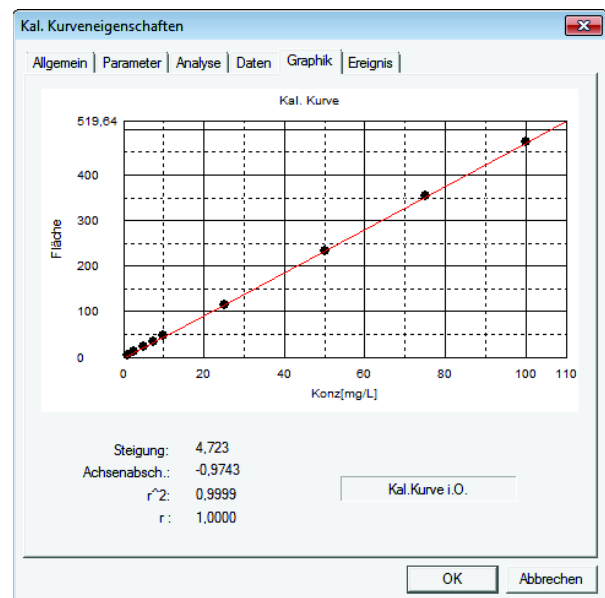 Kal. Kurveneigenschaften
Allgemein Parameter Analyse Daten Graphik Ereignis
Kal. Kurve
519,64
400
300
200
100
0
Fläche
0 20 40 60 80 100 110
Konz[mg/L]
Steigung: 4,723
Achsenabsch.: -0,9743
r^2: 0,9999
r : 1,0000
Kal.Kurve i.O.
OK Abbrechen